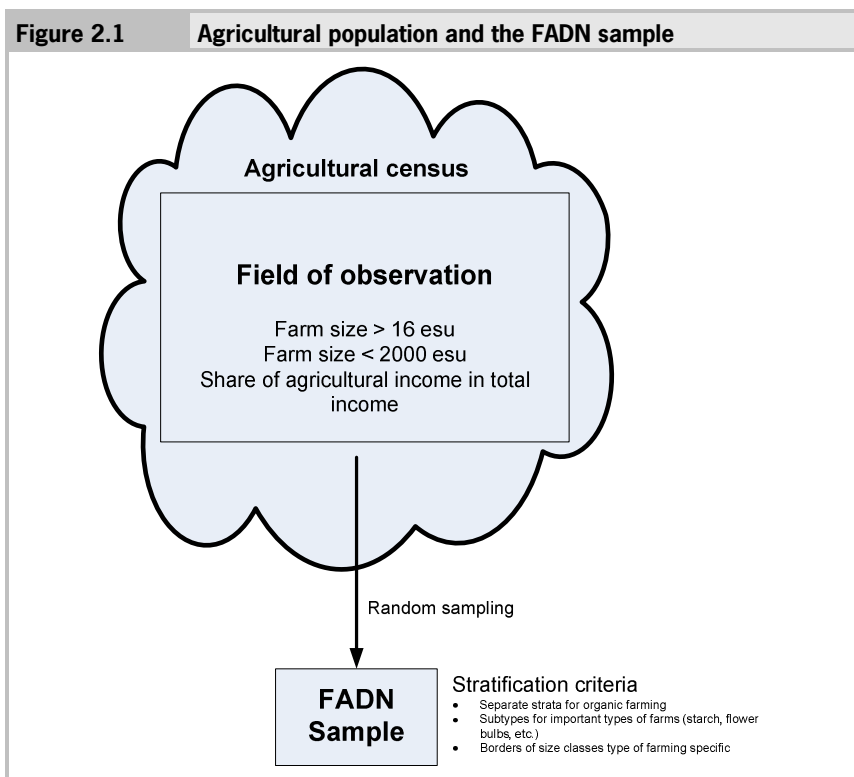 Figure 2.1 Agricultural population and the FADN sample
Agricultural census
Field of observation
Farm size > 16 esu
Farm size < 2000 esu
Share of agricultural income in total
income
Random sampling
FADN
Sample
Stratification criteria
• Separate strata for organic farming
• Subtypes for important types of farms (starch, flower
bulbs, etc.)
• Borders of size classes type of farming specific